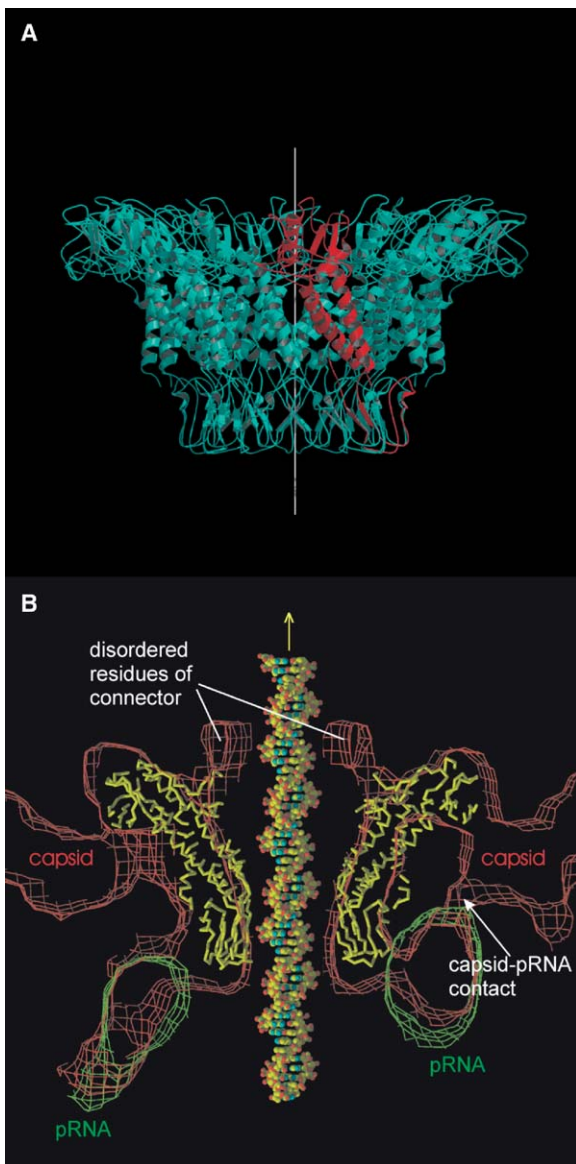 A
B
disordered
residues of
connector
capsid
capsid
capsid-pRNA
contact
pRNA
pRNA